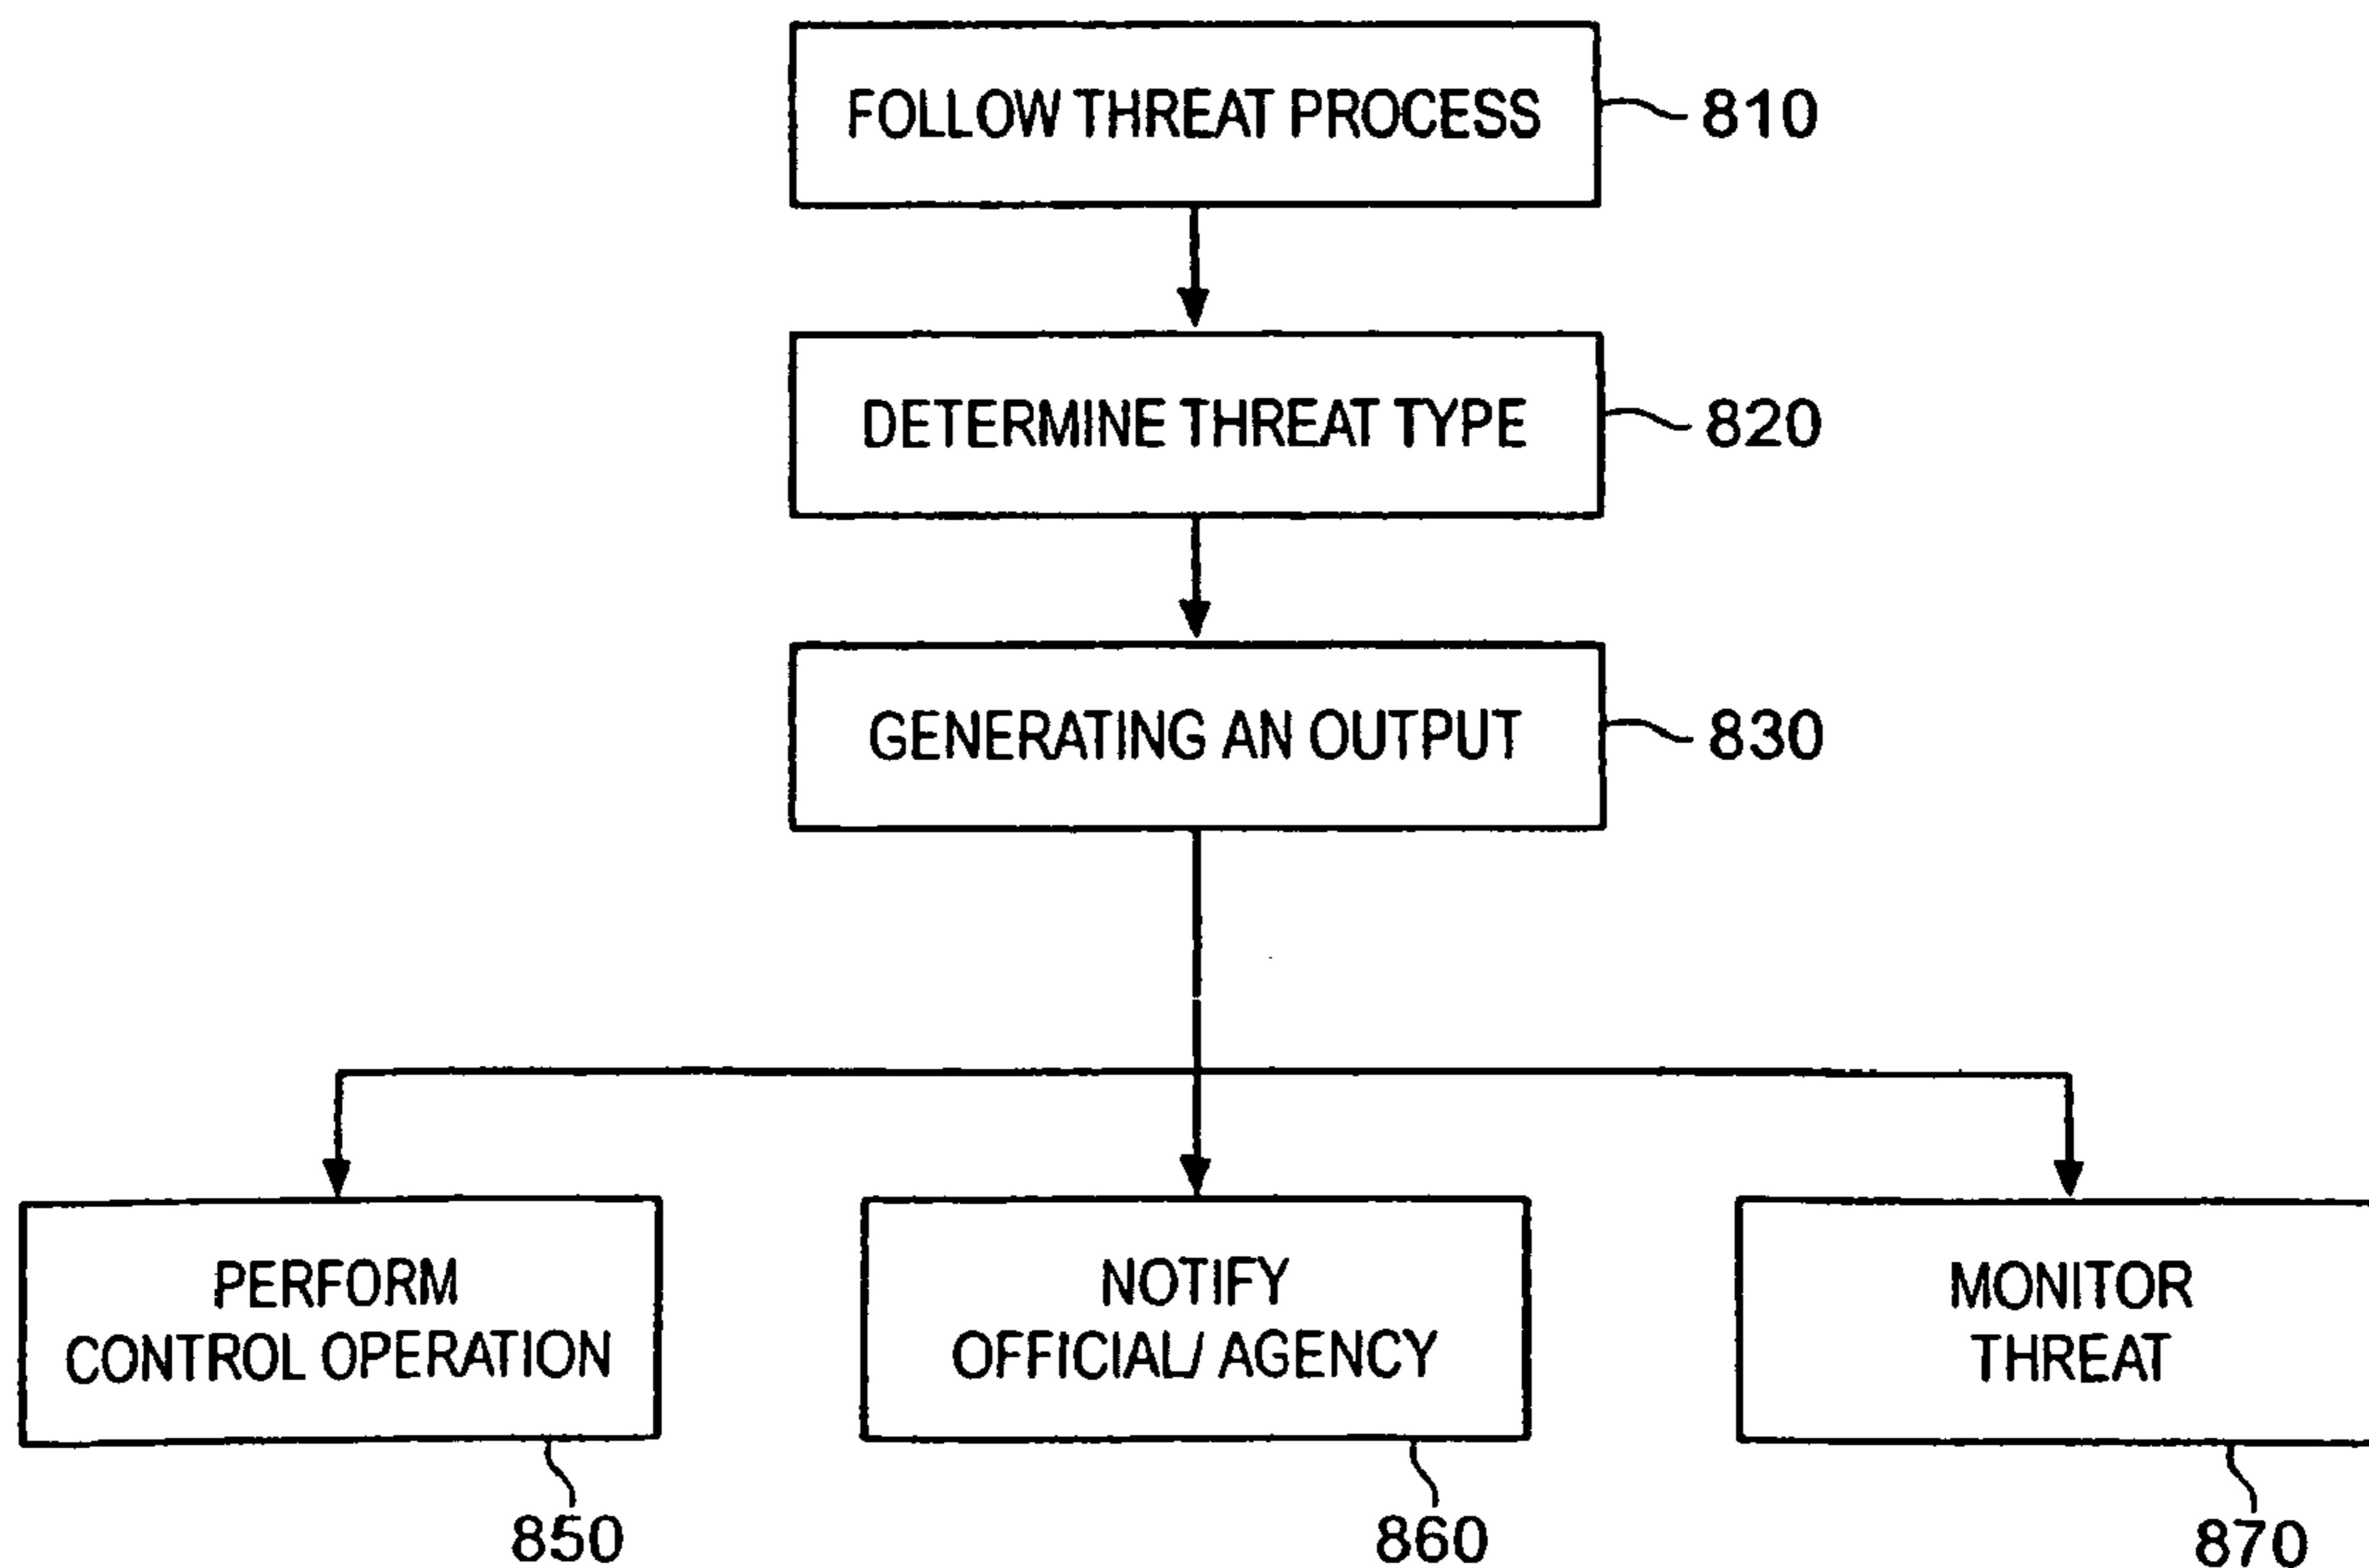 FOLLOW THREAT PROCESS
810
DETERMINE THREAT TYPE
820
GENERATING AN OUTPUT
830
PERFORM
CONTROL OPERATION
850
NOTIFY
OFFICIAL/ AGENCY
860
MONITOR
THREAT
870